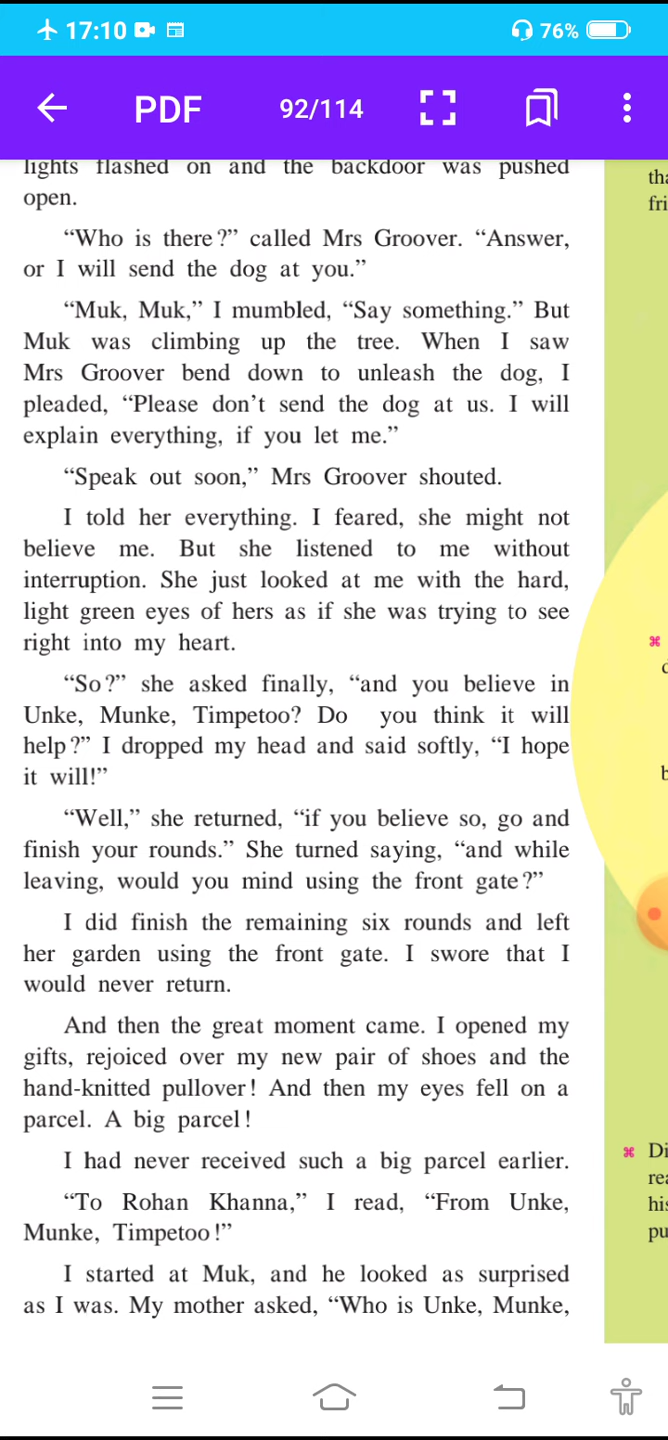 17:10
76%
PDF
92/114
lights flashed on and the backdoor was pushed
open.
“Who is there?” called Mrs Groover. “Answer,
or I will send the dog at you.”
“Muk, Muk,” I mumbled, “Say something.” But
Muk was climbing up the tree. When I saw
Mrs Groover bend down to unleash the dog, I
pleaded, “Please don’t send the dog at us. I will
explain everything, if you let me.”
“Speak out soon,” Mrs Groover shouted.
I told her everything. I feared, she might not
believe me. But she listened to me without
interruption. She just looked at me with the hard,
light green eyes of hers as if she was trying to see
right into my heart.
“So?” she asked finally, “and you believe in
Unke, Munke, Timpetoo? Do you think it will
help?” I dropped my head and said softly, “I hope
it will!”
“Well,” she returned, “if you believe so, go and
finish your rounds.” She turned saying, “and while
leaving, would you mind using the front gate?”
I did finish the remaining six rounds and left
her garden using the front gate. I swore that I
would never return.
And then the great moment came. I opened my
gifts, rejoiced over my new pair of shoes and the
hand-knitted pullover! And then my eyes fell on a
parcel. A big parcel!
I had never received such a big parcel earlier.
“To Rohan Khanna,” I read, “From Unke,
Munke, Timpetoo!”
I started at Muk, and he looked as surprised
as I was. My mother asked, “Who is Unke, Munke,